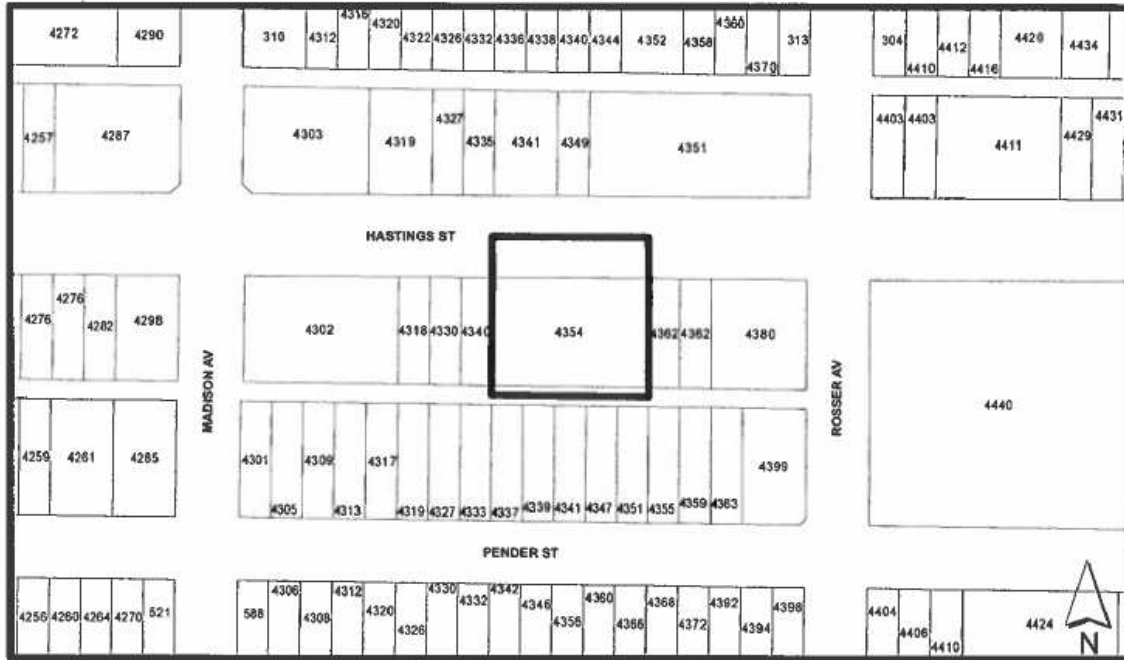 4272 4290 310 4312 4316 4320 4322 4326 4332 4336 4338 4340 4344 4352 4358 4360 4370 313 304 4410 4412 4416 4420 4434
4257 4287 4303 4319 4327 4335 4341 4349 4351 4403 4403 4411 4429 4431
HASTINGS ST
4276 4276 4282 4298 4302 4318 4330 4340 4354 4362 4362 4380
MADISON AV
ROSSER AV
4440
4259 4261 4285 4301 4305 4309 4313 4317 4319 4327 4333 4337 4339 4341 4347 4351 4355 4359 4363 4399
PENDER ST
4256 4260 4264 4270 521 588 4306 4308 4312 4320 4326 4330 4332 4342 4346 4356 4360 4366 4368 4372 4392 4394 4398 4404 4406 4410 4424
N